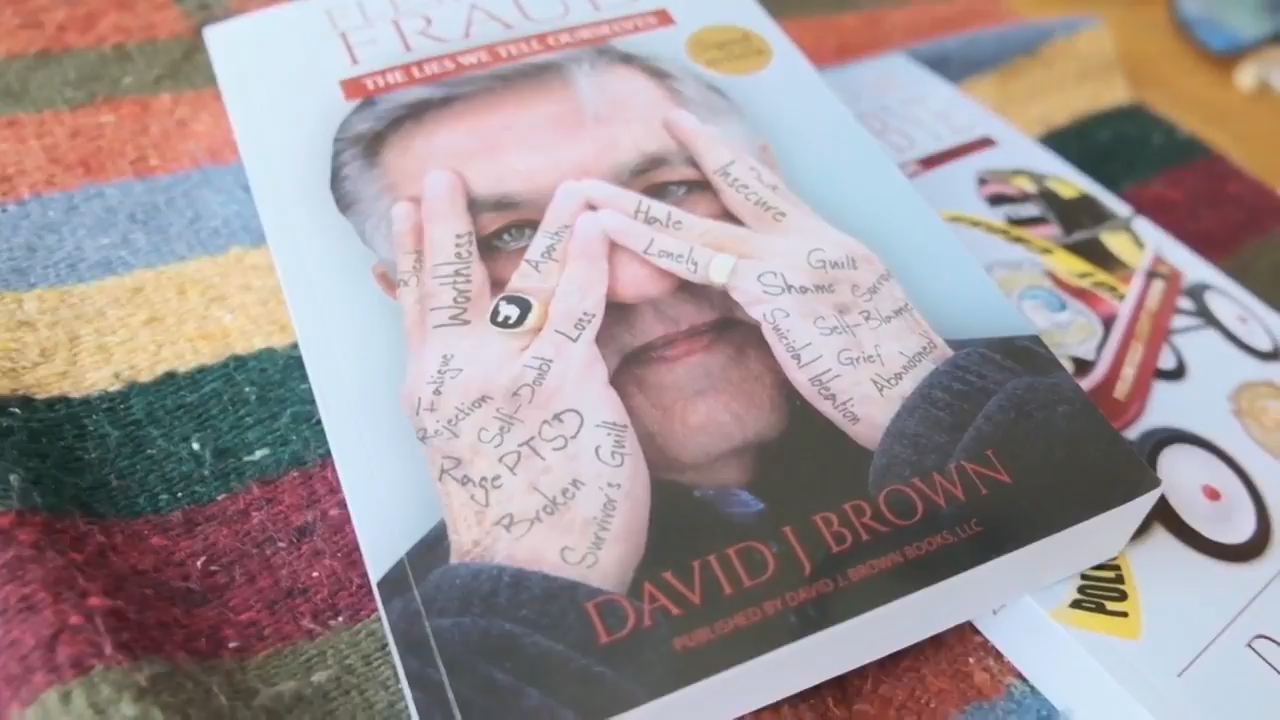 FRAUD
THE LIES WE TELL OURSELVES
Insecure
Hate
Lonely
Guilt
Shame
Self-Blame
Grief
Abandoned
Suicidal Ideation
Worthless
Apathy
Loss
Fatigue
Rejection
Self-Doubt
Rage
PTSD
Broken
Survivor's Guilt
DAVID J BROWN
PUBLISHED BY DAVID J. BROWN BOOKS, LLC